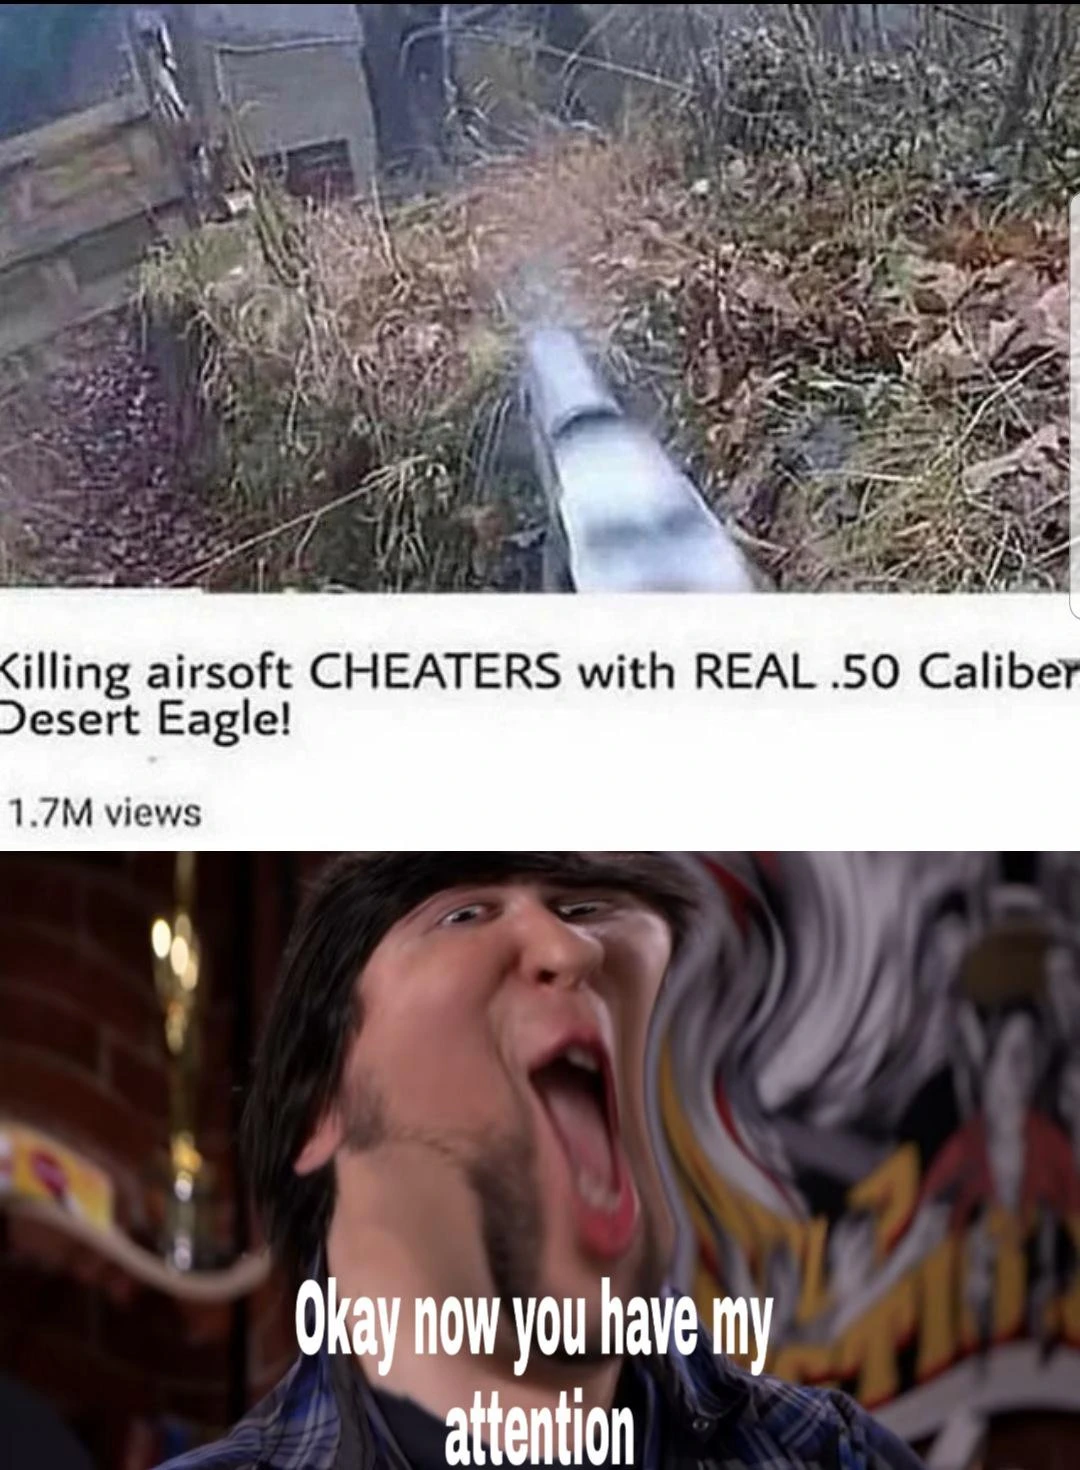 Killing airsoft CHEATERS with REAL .50 Caliber
Desert Eagle!
1.7M views
Okay now you have my
attention